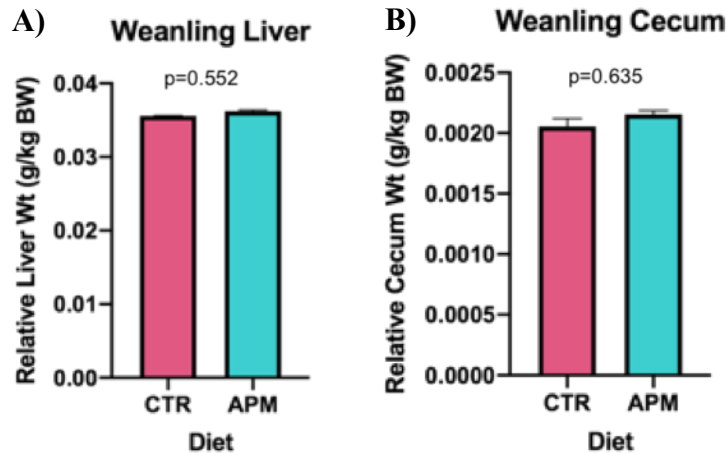 A)
Weanling Liver
p=0.552
Relative Liver Wt (g/kg BW)
0.04
0.03
0.02
0.01
0.00
CTR
APM
Diet
B)
Weanling Cecum
p=0.635
Relative Cecum Wt (g/kg BW)
0.0025
0.0020
0.0015
0.0010
0.0005
0.0000
CTR
APM
Diet